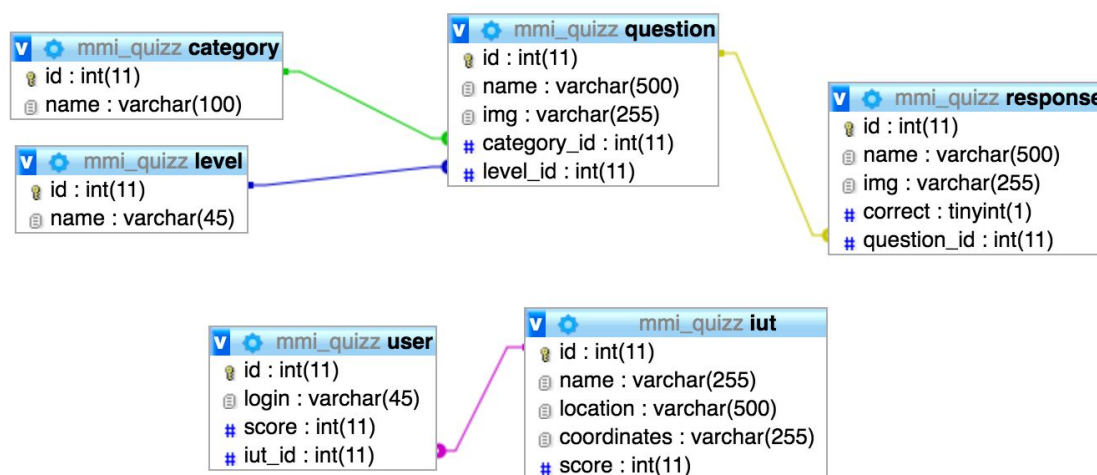 v mmi_quizz category
id : int(11)
name : varchar(100)
v mmi_quizz level
id : int(11)
name : varchar(45)
v mmi_quizz question
id : int(11)
name : varchar(500)
img : varchar(255)
# category_id : int(11)
# level_id : int(11)
v mmi_quizz response
id : int(11)
name : varchar(500)
img : varchar(255)
# correct : tinyint(1)
# question_id : int(11)
v mmi_quizz user
id : int(11)
login : varchar(45)
# score : int(11)
# iut_id : int(11)
v mmi_quizz iut
id : int(11)
name : varchar(255)
location : varchar(500)
coordinates : varchar(255)
# score : int(11)